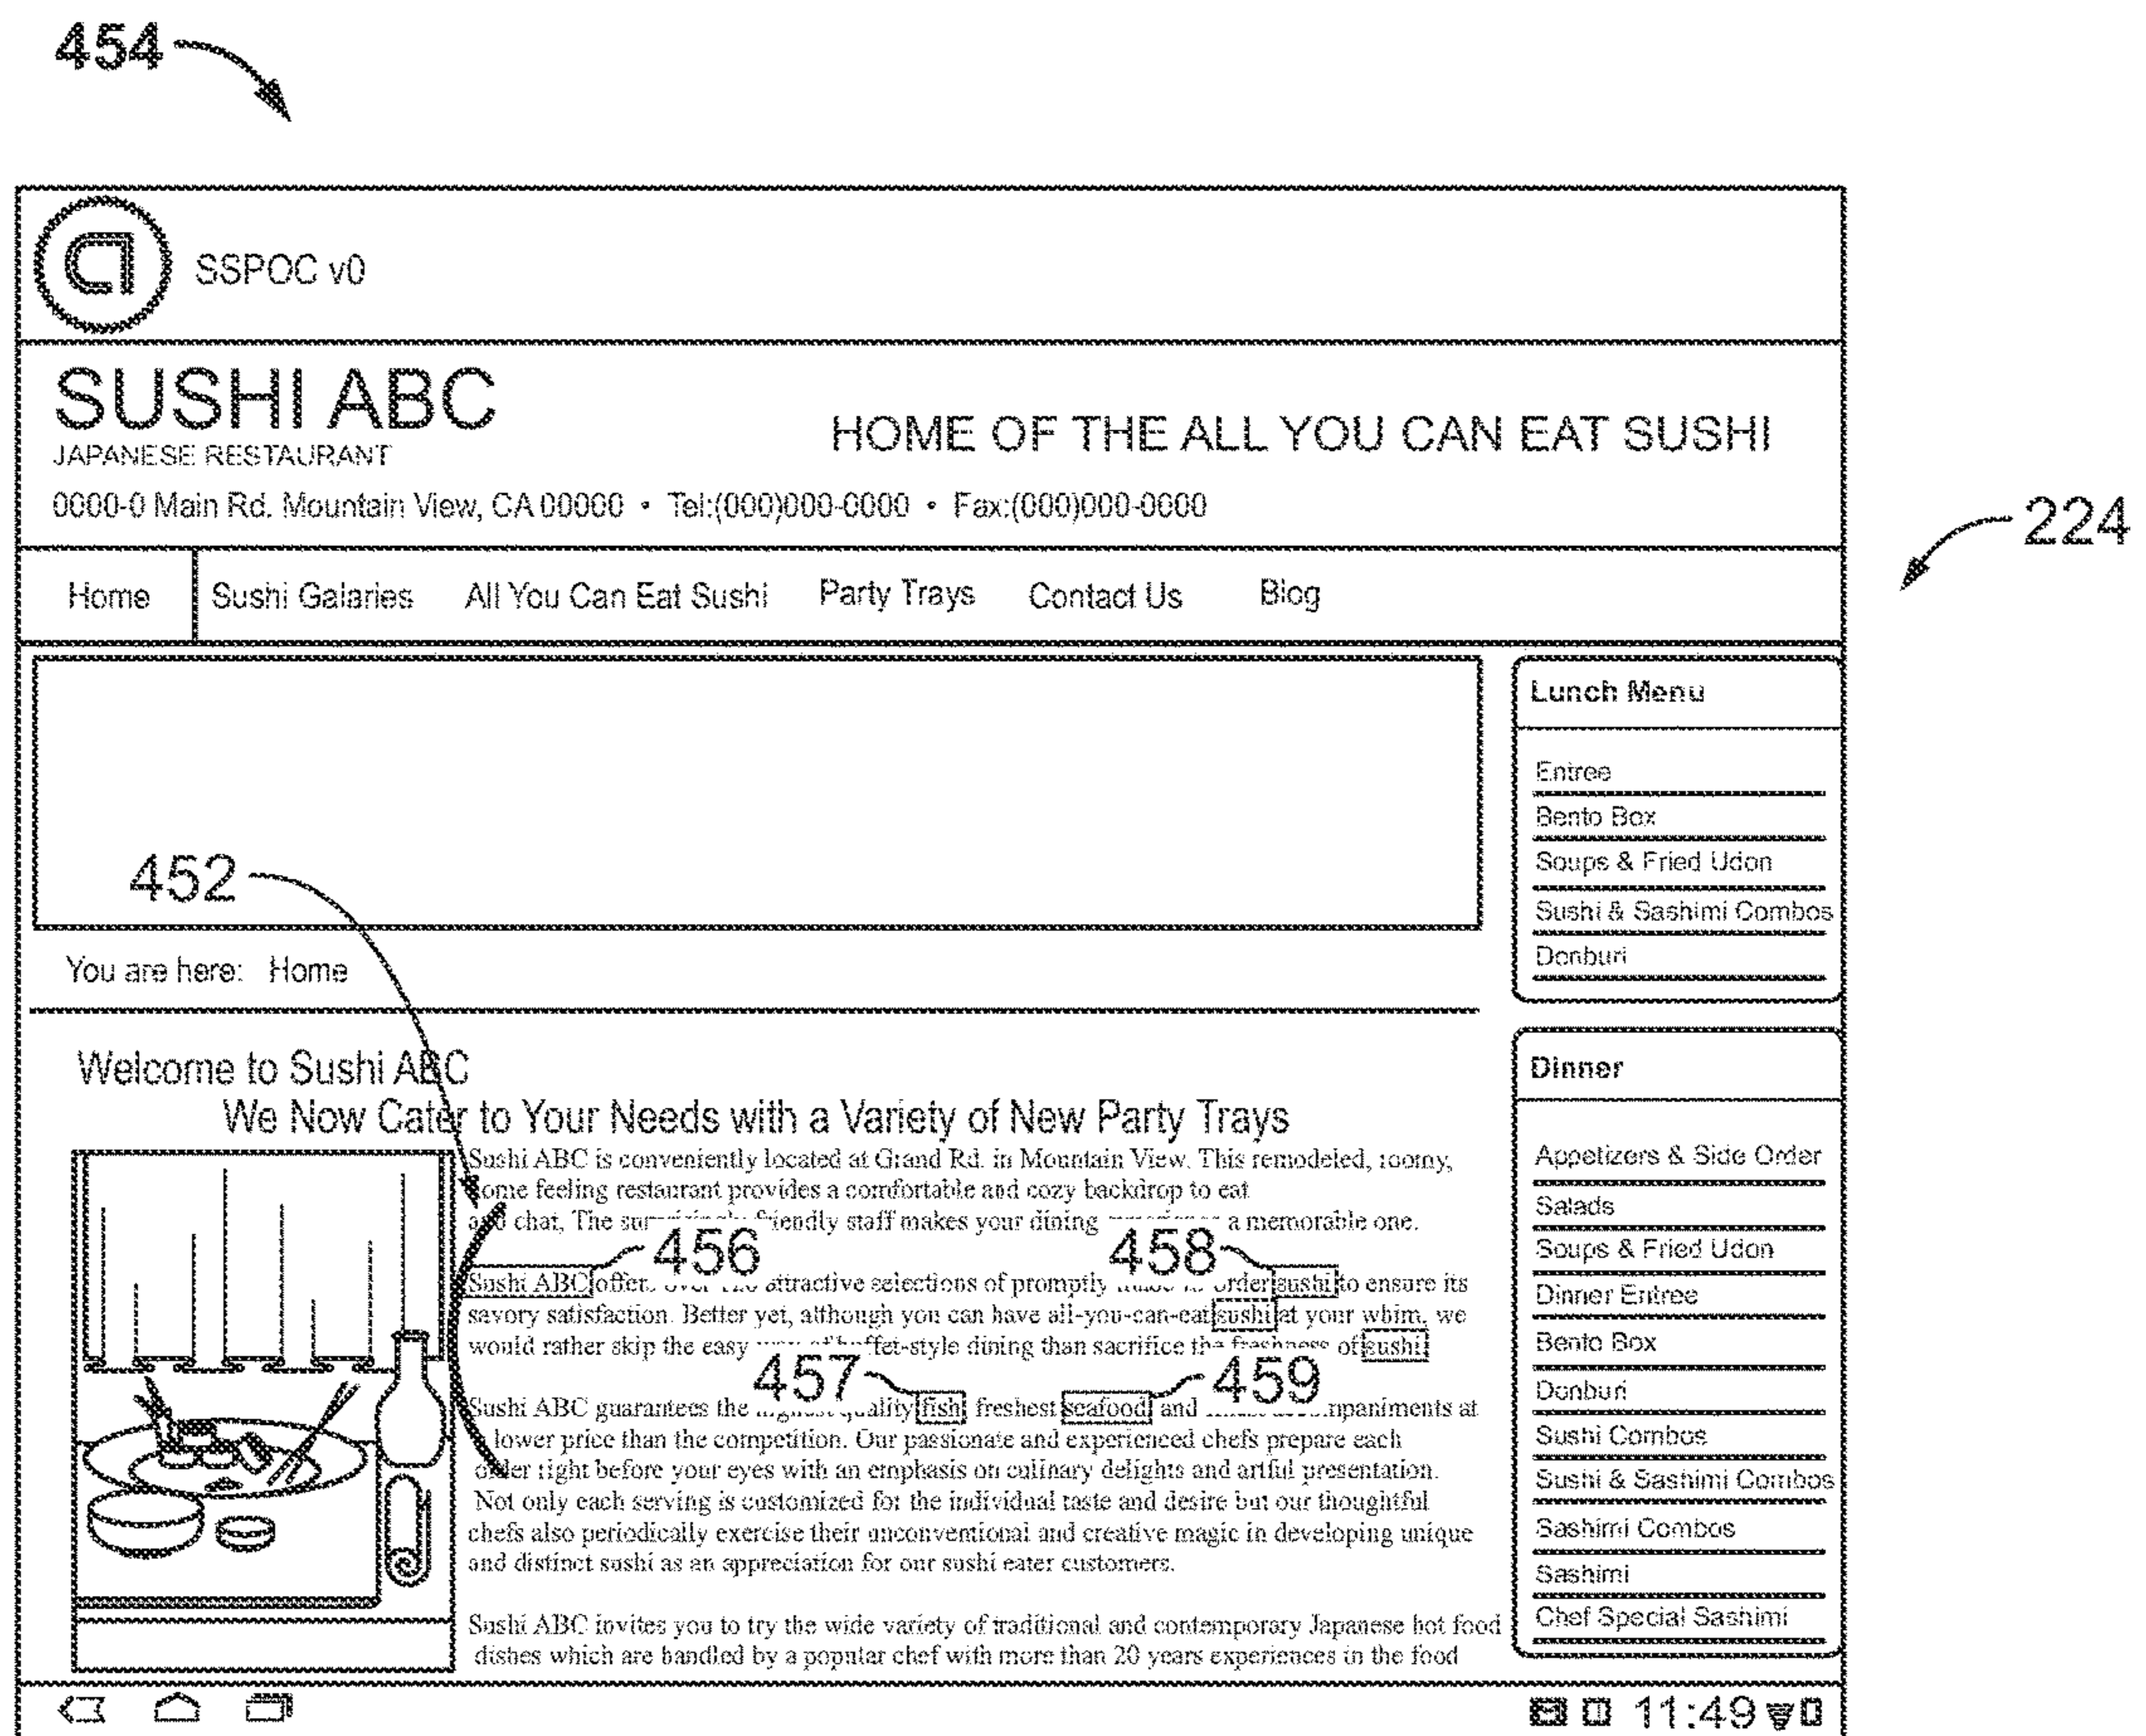 454
SSPOC v0
SUSHI ABC
JAPANESE RESTAURANT
HOME OF THE ALL YOU CAN EAT SUSHI
0000-0 Main Rd. Mountain View, CA 00000 • Tel:(000)000-0000 • Fax:(000)000-0000
224
Home Sushi Galaries All You Can Eat Sushi Party Trays Contact Us Blog
452
You are here: Home
Welcome to Sushi ABC
We Now Cater to Your Needs with a Variety of New Party Trays
Sushi ABC is conveniently located at Grand Rd. in Mountain View. This remodeled, roomy,
feeling restaurant provides a comfortable and cozy backdrop to eat
chat, The friendly staff makes your dining a memorable one.
456 458
Sushi ABC attractive selections of promptly order sushi to ensure its
savory satisfaction. Better yet, although you can have all-you-can-eat sushi at your whim, we
would rather skip the easy dining than sacrifice the freshness of sushi
457 459
Sushi ABC guarantees the fish freshest seafood and at
lower price than the competition. Our passionate and experienced chefs prepare each
order right before your eyes with an emphasis on culinary delights and artful presentation.
Not only each serving is customized for the individual taste and desire but our thoughtful
chefs also periodically exercise their unconventional and creative magic in developing unique
and distinct sushi as an appreciation for our sushi eater customers.
Sushi ABC invites you to try the wide variety of traditional and contemporary Japanese hot food
dishes which are handled by a popular chef with more than 20 years experiences in the food
Lunch Menu
Entree
Bento Box
Soups & Fried Udon
Sushi & Sashimi Combos
Donburi
Dinner
Appetizers & Side Order
Salads
Soups & Fried Udon
Dinner Entree
Bento Box
Donburi
Sushi Combos
Sushi & Sashimi Combos
Sashimi Combos
Sashimi
Chef Special Sashimi
11:49